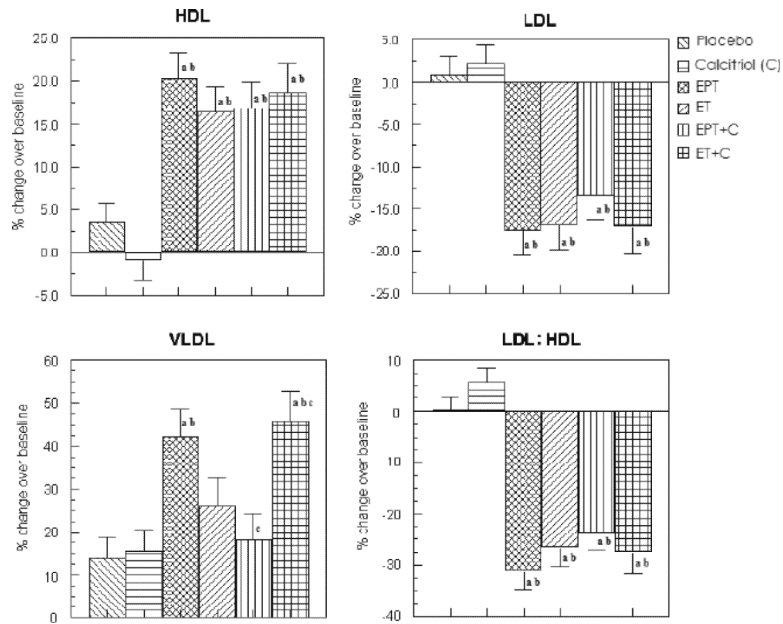 HDL
% change over baseline
25.0
20.0
15.0
10.0
5.0
0.0
-5.0
a b
a b
a b
a b
LDL
% change over baseline
5.0
0.0
-5.0
-10.0
-15.0
-20.0
-25.0
a b
a b
a b
a b
Placebo
Calcitriol (C)
EPT
ET
EPT+C
ET+C
VLDL
% change over baseline
60
50
40
30
20
10
0
a b
c
a b c
LDL: HDL
% change over baseline
10
0
-10
-20
-30
-40
a b
a b
a b
a b